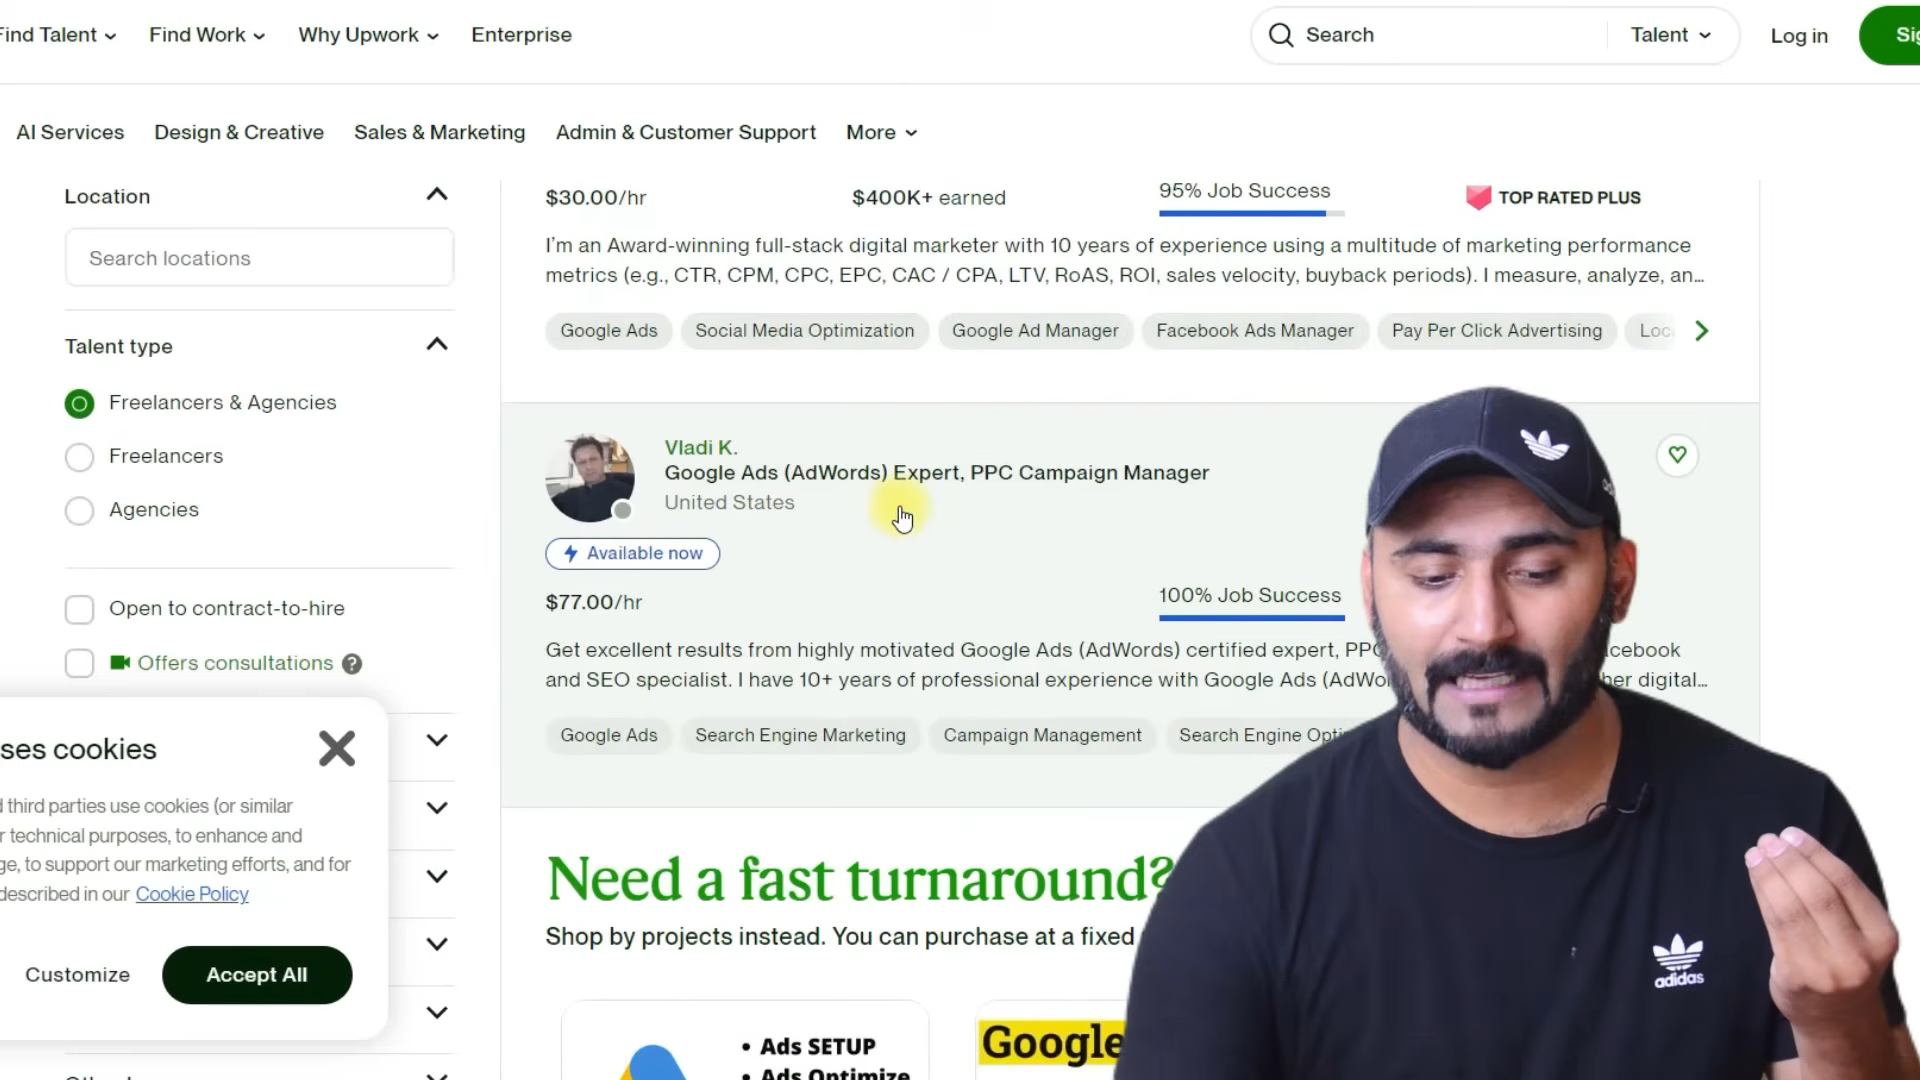 Find Talent Find Work Why Upwork Enterprise Search Talent Log in
AI Services Design & Creative Sales & Marketing Admin & Customer Support More
Location
Search locations
Talent type
Freelancers & Agencies
Freelancers
Agencies
Open to contract-to-hire
Offers consultations ?
ses cookies
third parties use cookies (or similar
r technical purposes, to enhance and
ge, to support our marketing efforts, and for
described in our Cookie Policy
Customize Accept All
$30.00/hr $400K+ earned 95% Job Success TOP RATED PLUS
I'm an Award-winning full-stack digital marketer with 10 years of experience using a multitude of marketing performance
metrics (e.g., CTR, CPM, CPC, EPC, CAC / CPA, LTV, RoAS, ROI, sales velocity, buyback periods). I measure, analyze, an...
Google Ads Social Media Optimization Google Ad Manager Facebook Ads Manager Pay Per Click Advertising Loc
Vladi K.
Google Ads (AdWords) Expert, PPC Campaign Manager
United States
Available now
$77.00/hr 100% Job Success
Get excellent results from highly motivated Google Ads (AdWords) certified expert, PPC cebook
and SEO specialist. I have 10+ years of professional experience with Google Ads (AdWo her digital...
Google Ads Search Engine Marketing Campaign Management Search Engine Opti
Need a fast turnaround?
Shop by projects instead. You can purchase at a fixed
• Ads SETUP
• Ads Optimize
Google
adidas